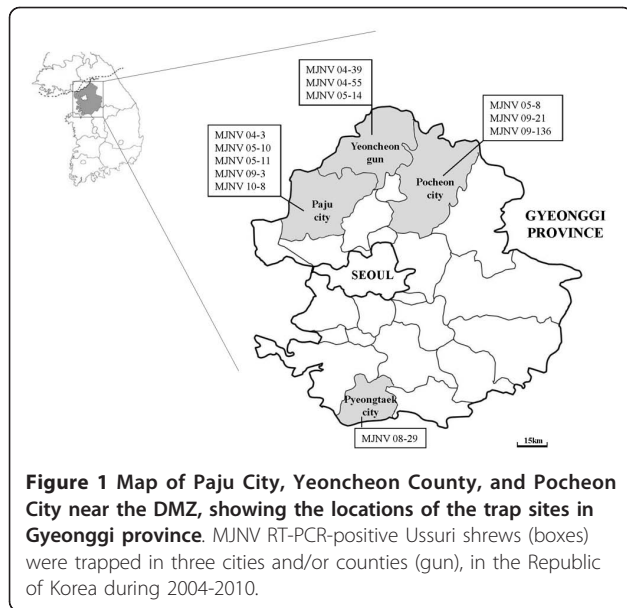 MJNV 04-39
MJNV 04-55
MJNV 05-14
MJNV 05-8
MJNV 09-21
MJNV 09-136
MJNV 04-3
MJNV 05-10
MJNV 05-11
MJNV 09-3
MJNV 10-8
Yeoncheon
gun
Pocheon
city
Paju
city
GYEONGGI
PROVINCE
SEOUL
Pyeongtaek
city
MJNV 08-29
15km
Figure 1 Map of Paju City, Yeoncheon County, and Pocheon
City near the DMZ, showing the locations of the trap sites in
Gyeonggi province. MJNV RT-PCR-positive Ussuri shrews (boxes)
were trapped in three cities and/or counties (gun), in the Republic
of Korea during 2004-2010.